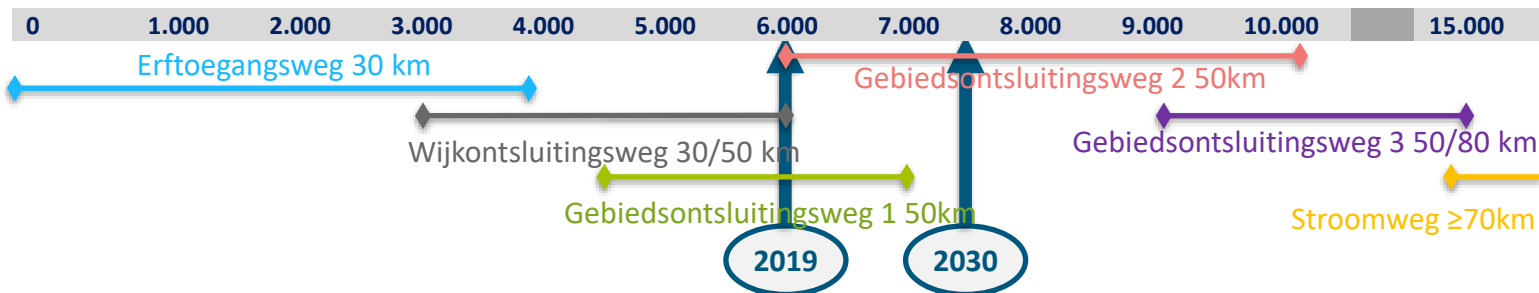 0 1.000 2.000 3.000 4.000 5.000 6.000 7.000 8.000 9.000 10.000 15.000
Erftoegangsweg 30 km
Gebiedsontsluitingsweg 2 50km
Wijkontsluitingsweg 30/50 km
Gebiedsontsluitingsweg 3 50/80 km
Gebiedsontsluitingsweg 1 50km
Stroomweg ≥70km
2019
2030